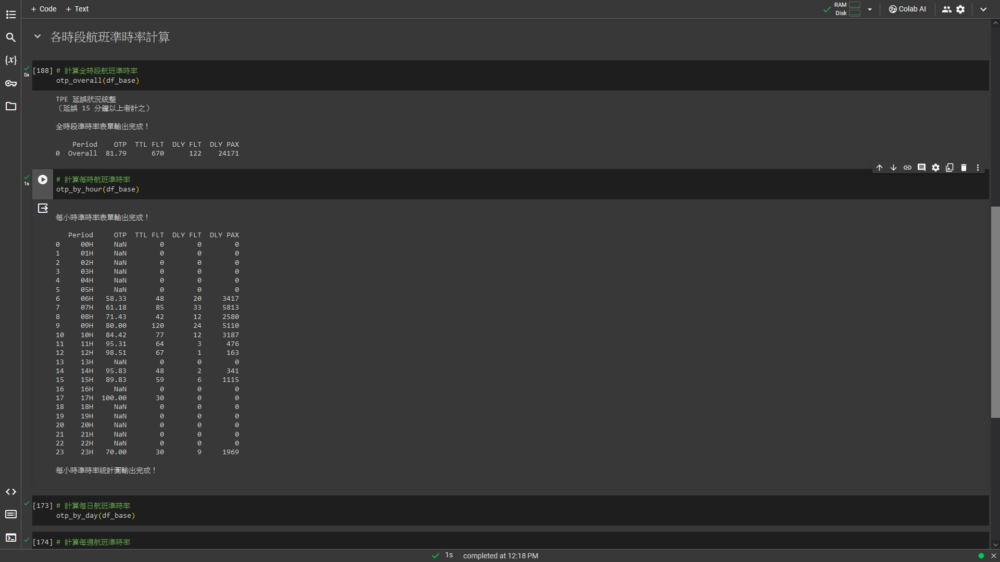 + Code + Text
RAM
Disk
Colab AI
各時段航班準時率計算
{x}
[188] # 計算全時段航班準時率
0s
otp_overall(df_base)
TPE 延誤狀況統整
（延誤 15 分鐘以上者計之）
全時段準時率表單輸出完成！
Period OTP TTL FLT DLY FLT DLY PAX
0 Overall 81.79 670 122 24171
# 計算每時航班準時率
1s
otp_by_hour(df_base)
每小時準時率表單輸出完成！
Period OTP TTL FLT DLY FLT DLY PAX
0 00H NaN 0 0 0
1 01H NaN 0 0 0
2 02H NaN 0 0 0
3 03H NaN 0 0 0
4 04H NaN 0 0 0
5 05H NaN 0 0 0
6 06H 58.33 48 20 3417
7 07H 61.18 85 33 5813
8 08H 71.43 42 12 2580
9 09H 80.00 120 24 5110
10 10H 84.42 77 12 3187
11 11H 95.31 64 3 476
12 12H 98.51 67 1 163
13 13H NaN 0 0 0
14 14H 95.83 48 2 341
15 15H 89.83 59 6 1115
16 16H NaN 0 0 0
17 17H 100.00 30 0 0
18 18H NaN 0 0 0
19 19H NaN 0 0 0
20 20H NaN 0 0 0
21 21H NaN 0 0 0
22 22H NaN 0 0 0
23 23H 70.00 30 9 1969
每小時準時率統計圖輸出完成！
[173] # 計算每日航班準時率
otp_by_day(df_base)
[174] # 計算每週航班準時率
1s completed at 12:18 PM